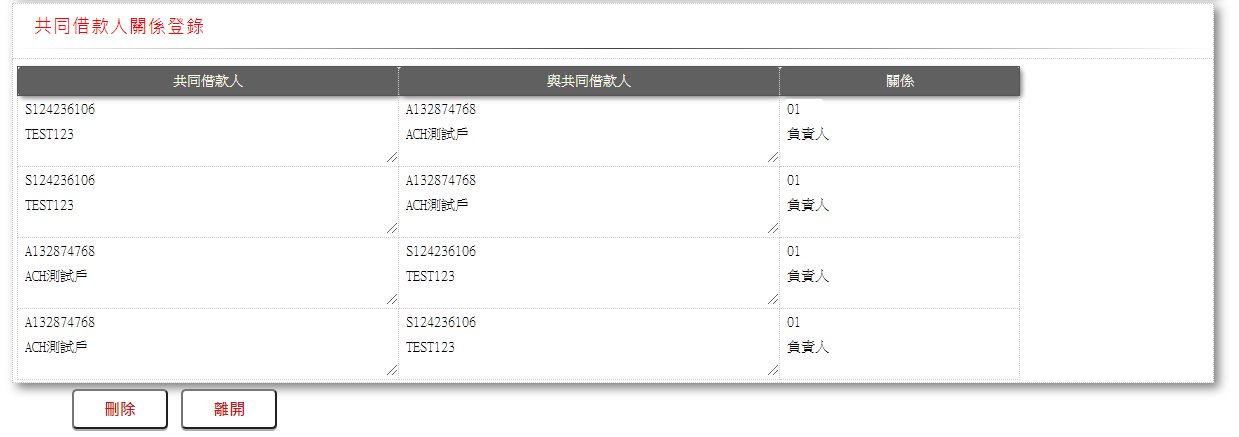 共同借款人關係登錄
共同借款人 與共同借款人 關係
S124236106 A132874768 01
TEST123 ACH測試戶 負責人
S124236106 A132874768 01
TEST123 ACH測試戶 負責人
A132874768 S124236106 01
ACH測試戶 TEST123 負責人
A132874768 S124236106 01
ACH測試戶 TEST123 負責人
刪除 離開